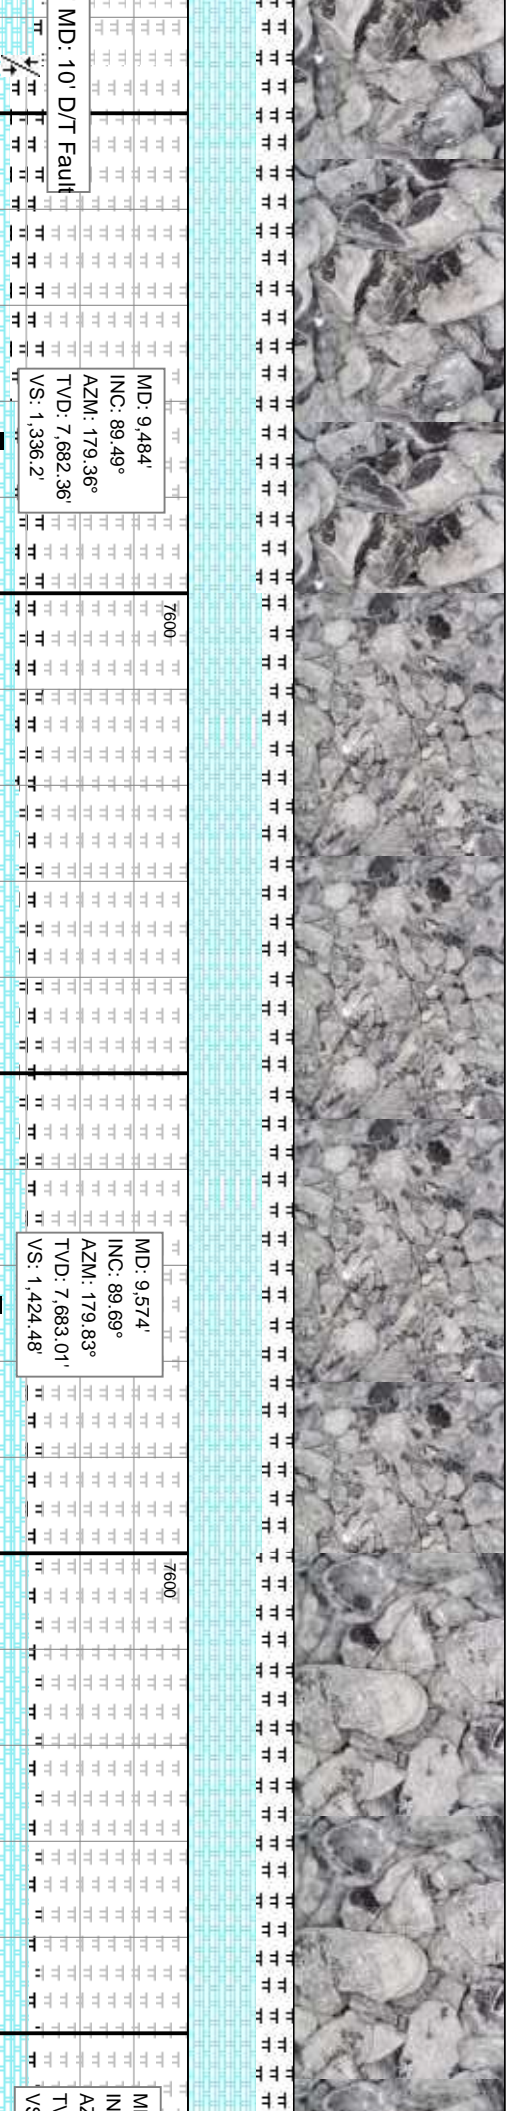 MD: 10' D/T Fault
MD: 9,484'
INC: 89.49°
AZM: 179.36°
TVD: 7,682.36'
VS: 1,336.2'
7600
MD: 9,574'
INC: 89.69°
AZM: 179.83°
TVD: 7,683.01'
VS: 1,424.48'
7600